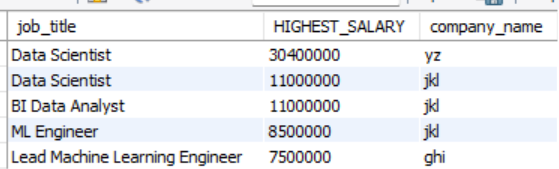 job_title HIGHEST_SALARY company_name
Data Scientist 30400000 yz
Data Scientist 11000000 jkl
BI Data Analyst 11000000 jkl
ML Engineer 8500000 jkl
Lead Machine Learning Engineer 7500000 ghi